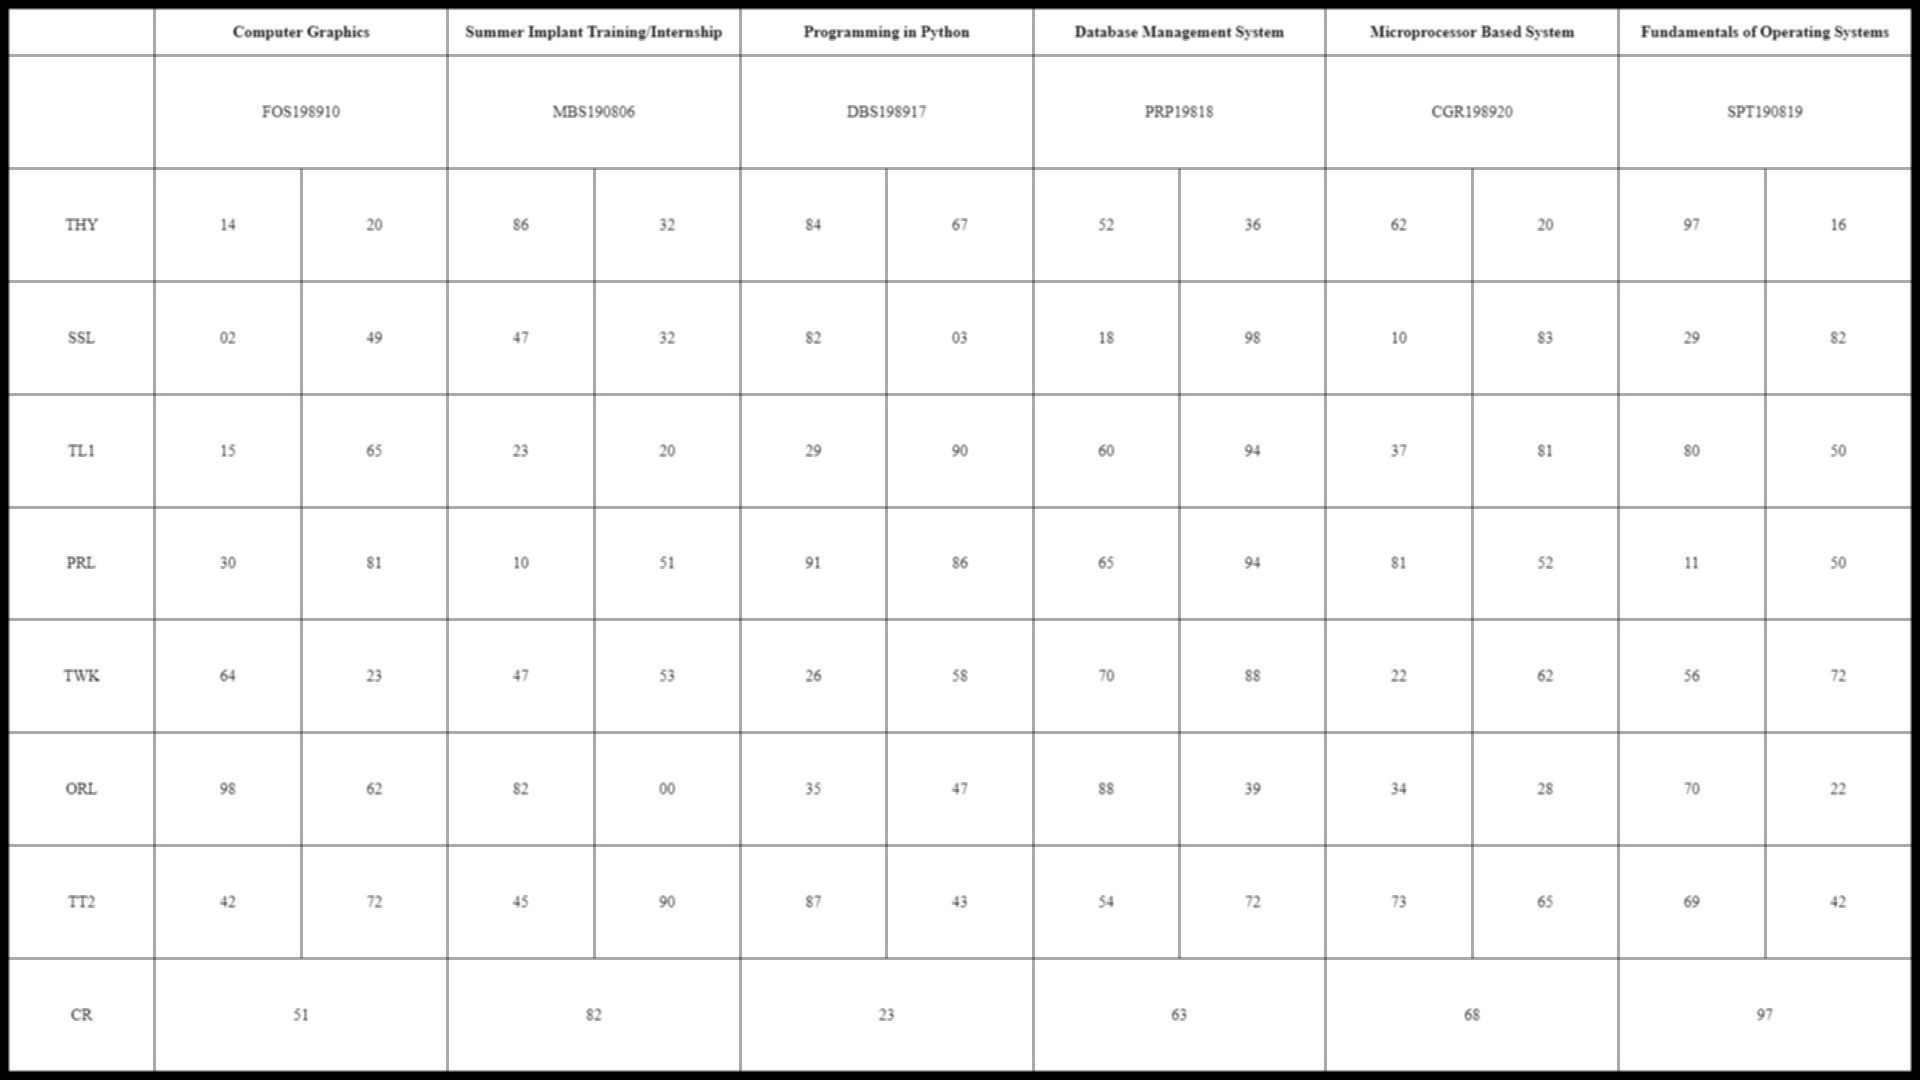 Computer Graphics Summer Implant Training/Internship Programming in Python Database Management System Microprocessor Based System Fundamentals of Operating Systems
FOS198910 MBS190806 DBS198917 PRP19818 CGR198920 SPT190819
THY 14 20 86 32 84 67 52 36 62 20 97 16
SSL 02 49 47 32 82 03 18 98 10 83 29 82
TL1 15 65 23 20 29 90 60 94 37 81 80 50
PRL 30 81 10 51 91 86 65 94 81 52 11 50
TWK 64 23 47 53 26 58 70 88 22 62 56 72
ORL 98 62 82 00 35 47 88 39 34 28 70 22
TT2 42 72 45 90 87 43 54 72 73 65 69 42
CR 51 82 23 63 68 97